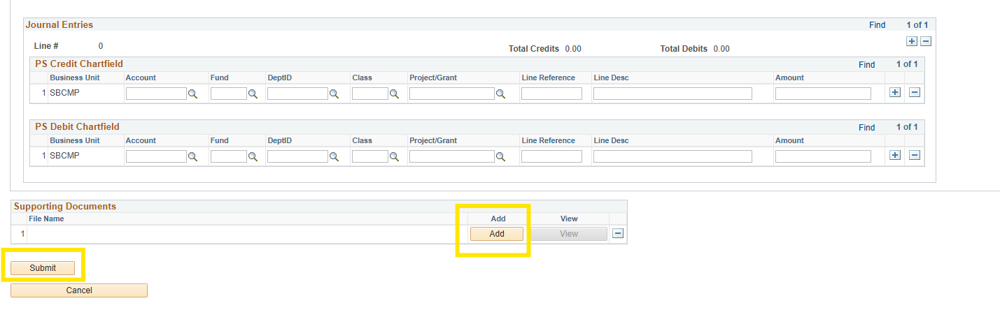 Journal Entries Find 1 of 1
Line # 0 Total Credits 0.00 Total Debits 0.00
PS Credit Chartfield Find 1 of 1
Business Unit Account Fund DeptID Class Project/Grant Line Reference Line Desc Amount
1 SBCMP
PS Debit Chartfield Find 1 of 1
Business Unit Account Fund DeptID Class Project/Grant Line Reference Line Desc Amount
1 SBCMP
Supporting Documents
File Name Add View
1 Add View
Submit
Cancel